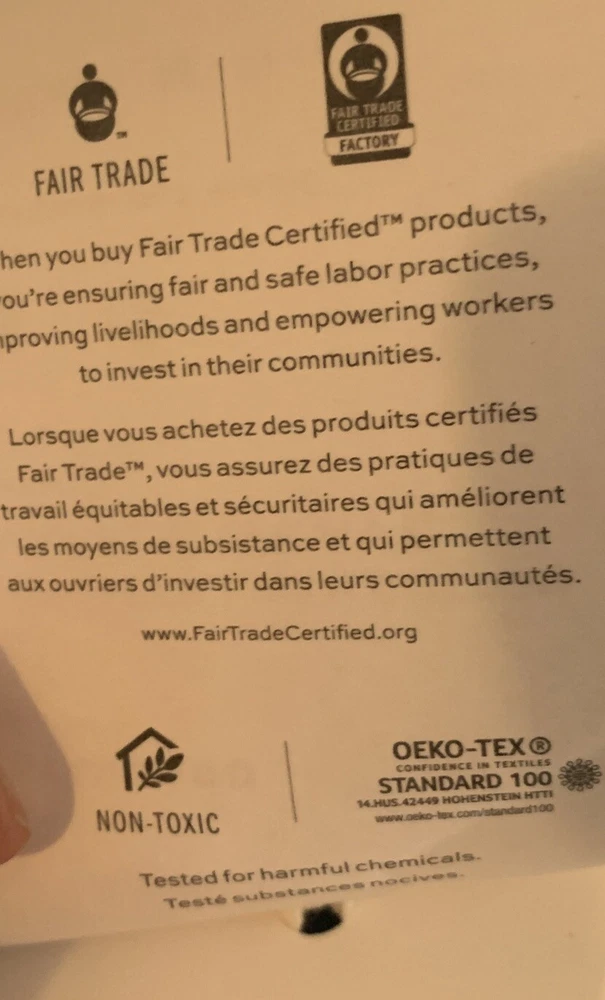 ™
FAIR TRADE
FAIR TRADE
CERTIFIED
FACTORY
hen you buy Fair Trade Certified™ products,
ou're ensuring fair and safe labor practices,
proving livelihoods and empowering workers
to invest in their communities.
Lorsque vous achetez des produits certifiés
Fair Trade™, vous assurez des pratiques de
travail équitables et sécuritaires qui améliorent
les moyens de subsistance et qui permettent
aux ouvriers d'investir dans leurs communautés.
www.FairTradeCertified.org
NON-TOXIC
OEKO-TEX®
CONFIDENCE IN TEXTILES
STANDARD 100
14.HUS.42449 HOHENSTEIN HTTI
www.oeko-tex.com/standard100
Tested for harmful chemicals.
Testé substances nocives.